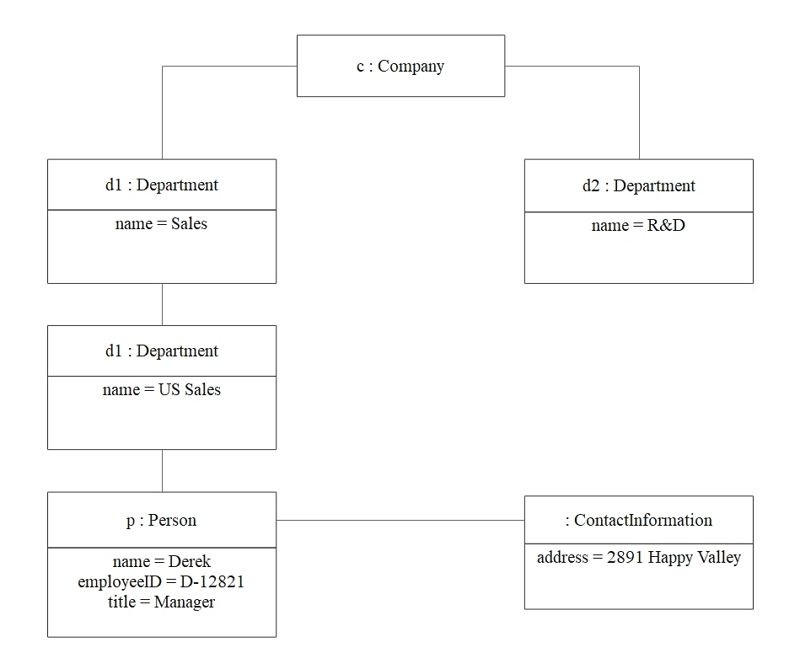 c : Company
d1 : Department
name = Sales
d2 : Department
name = R&D
d1 : Department
name = US Sales
p : Person
name = Derek
employeeID = D-12821
title = Manager
: ContactInformation
address = 2891 Happy Valley